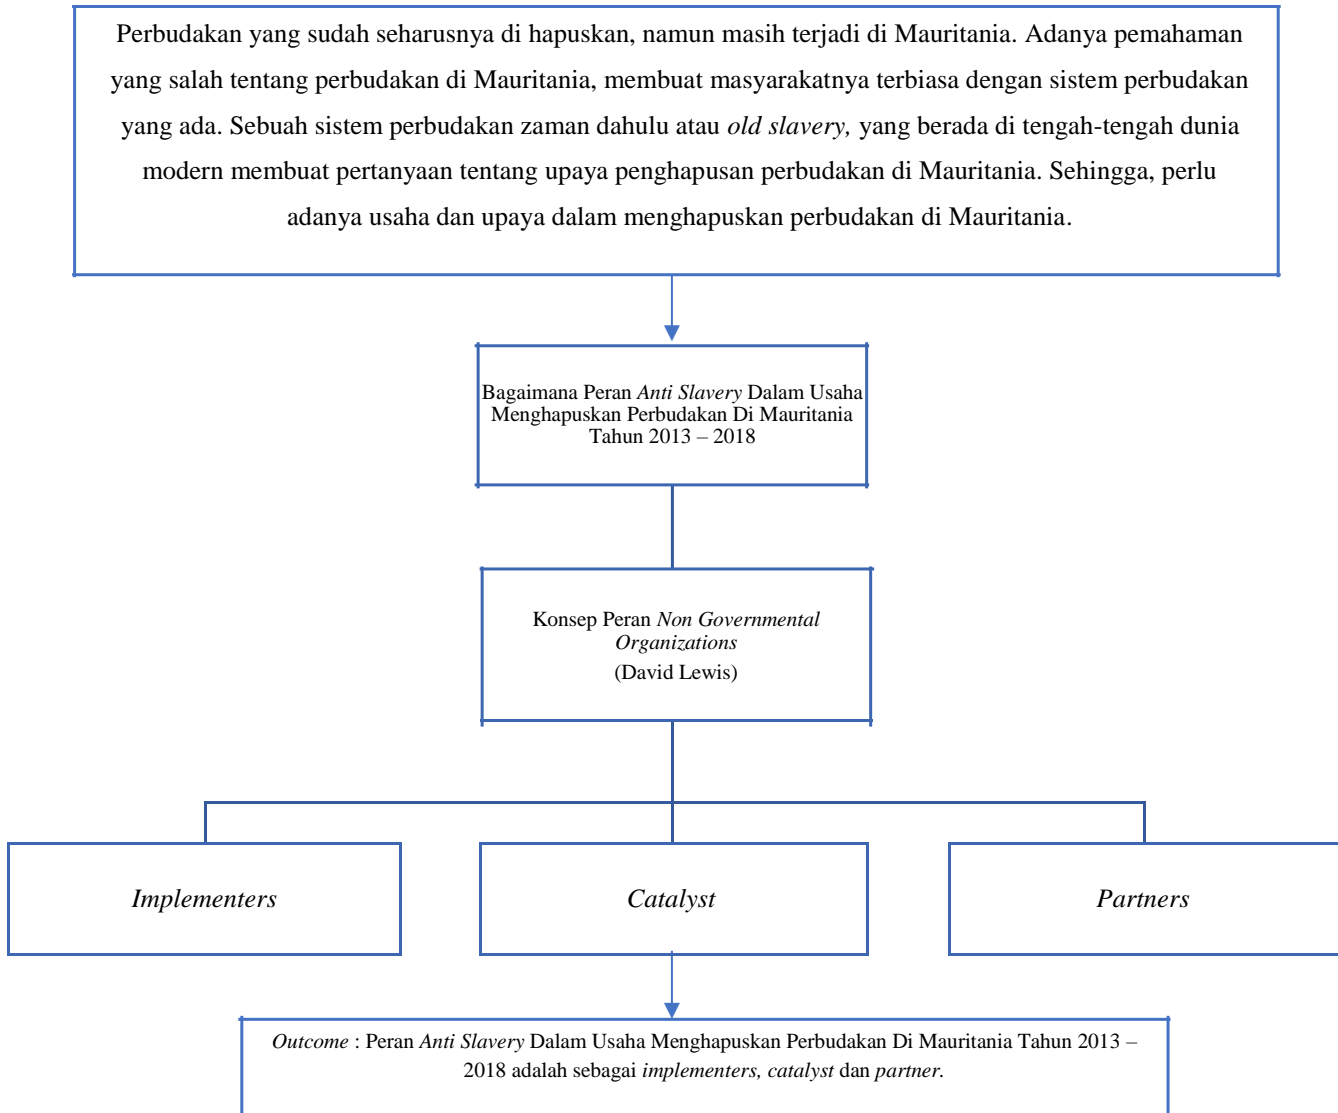 Perbudakan yang sudah seharusnya di hapuskan, namun masih terjadi di Mauritania. Adanya pemahaman
yang salah tentang perbudakan di Mauritania, membuat masyarakatnya terbiasa dengan sistem perbudakan
yang ada. Sebuah sistem perbudakan zaman dahulu atau old slavery, yang berada di tengah-tengah dunia
modern membuat pertanyaan tentang upaya penghapusan perbudakan di Mauritania. Sehingga, perlu
adanya usaha dan upaya dalam menghapuskan perbudakan di Mauritania.
Bagaimana Peran Anti Slavery Dalam Usaha
Menghapuskan Perbudakan Di Mauritania
Tahun 2013 – 2018
Konsep Peran Non Governmental
Organizations
(David Lewis)
Implementers
Catalyst
Partners
Outcome : Peran Anti Slavery Dalam Usaha Menghapuskan Perbudakan Di Mauritania Tahun 2013 –
2018 adalah sebagai implementers, catalyst dan partner.